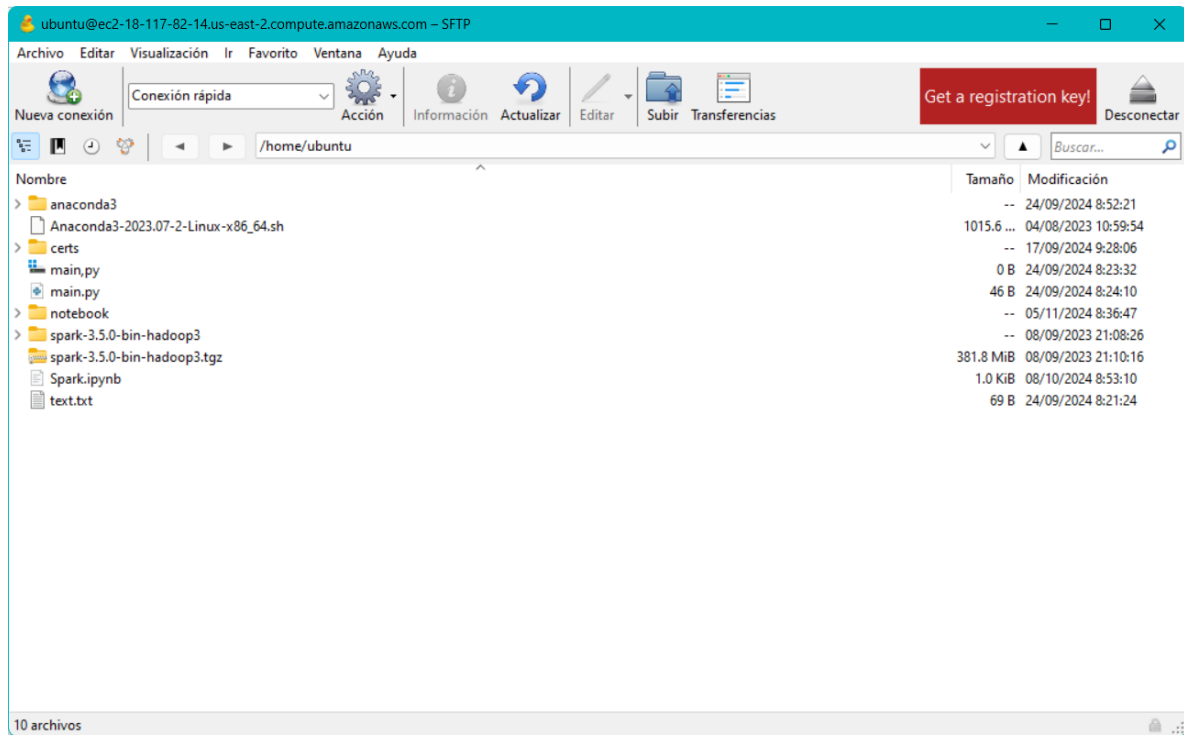 ubuntu@ec2-18-117-82-14.us-east-2.compute.amazonaws.com – SFTP
Archivo Editar Visualización Ir Favorito Ventana Ayuda
Nueva conexión Conexión rápida Acción Información Actualizar Editar Subir Transferencias Get a registration key! Desconectar
/home/ubuntu Buscar...
Nombre Tamaño Modificación
anaconda3 -- 24/09/2024 8:52:21
Anaconda3-2023.07-2-Linux-x86_64.sh 1015.6 ... 04/08/2023 10:59:54
certs -- 17/09/2024 9:28:06
main,py 0 B 24/09/2024 8:23:32
main.py 46 B 24/09/2024 8:24:10
notebook -- 05/11/2024 8:36:47
spark-3.5.0-bin-hadoop3 -- 08/09/2023 21:08:26
spark-3.5.0-bin-hadoop3.tgz 381.8 MiB 08/09/2023 21:10:16
Spark.ipynb 1.0 KiB 08/10/2024 8:53:10
text.txt 69 B 24/09/2024 8:21:24
10 archivos